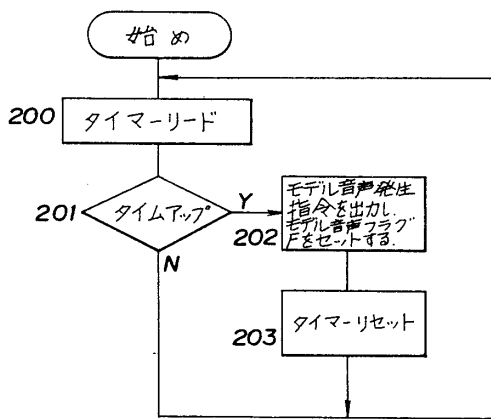 始め
200
タイマーリード
201
タイムアップ
Y
N
202
モデル音声発生
指令を出力し、
モデル音声フラグ
Fをセットする.
203
タイマーリセット